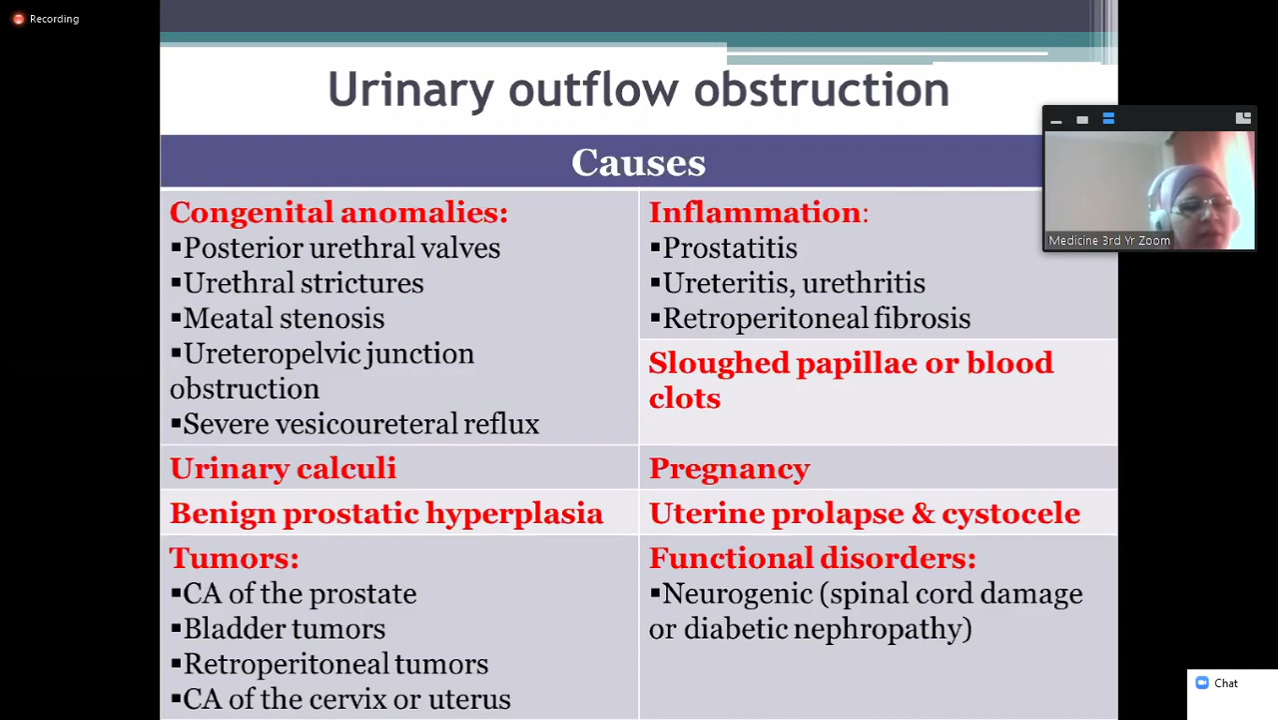 Recording
Urinary outflow obstruction
Causes
Congenital anomalies:
▪Posterior urethral valves
▪Urethral strictures
▪Meatal stenosis
▪Ureteropelvic junction
obstruction
▪Severe vesicoureteral reflux
Inflammation:
▪Prostatitis
▪Ureteritis, urethritis
▪Retroperitoneal fibrosis
Sloughed papillae or blood
clots
Urinary calculi
Pregnancy
Benign prostatic hyperplasia
Uterine prolapse & cystocele
Tumors:
▪CA of the prostate
▪Bladder tumors
▪Retroperitoneal tumors
▪CA of the cervix or uterus
Functional disorders:
▪Neurogenic (spinal cord damage
or diabetic nephropathy)
Medicine 3rd Yr Zoom
Chat